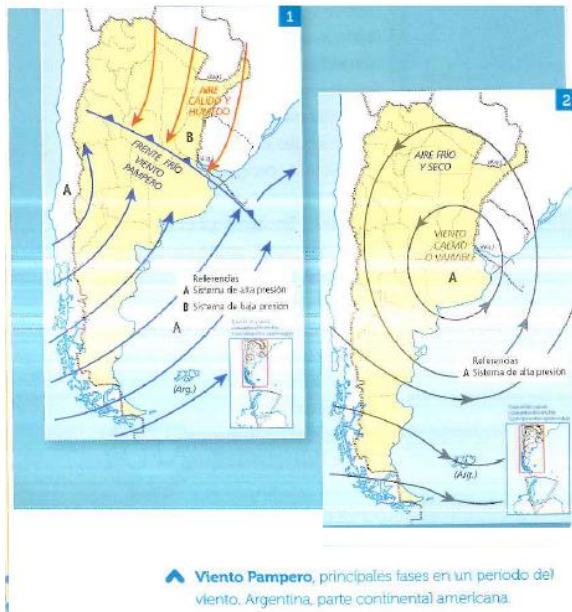 1
AIRE
CÁLIDO Y
HÚMEDO
B
FRENTE FRÍO
VIENTO
PAMPERO
A
Referencias
A Sistema de alta presión
B Sistema de baja presión
A
(Arg.)
2
AIRE FRÍO
Y SECO
VIENTO
CALMO
O VARIABLE
A
Referencias
A Sistema de alta presión
(Arg.)
Viento Pampero, principales fases en un período del
viento. Argentina, parte continental americana